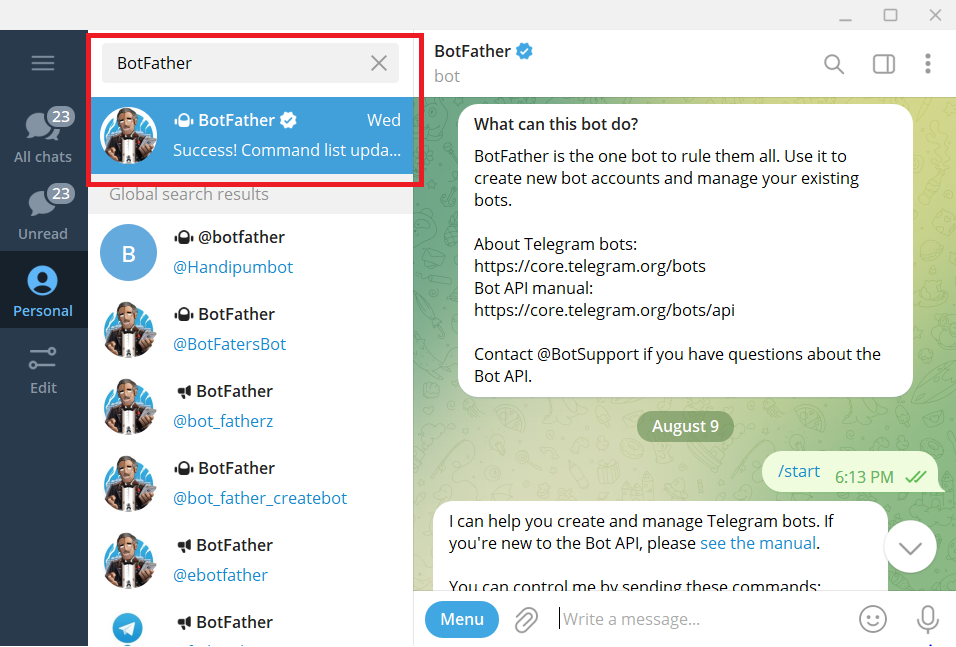 BotFather
23
All chats
23
Unread
Personal
Edit
BotFather
Wed
Success! Command list upda...
Global search results
B
@botfather
@Handipumbot
BotFather
@BotFatersBot
BotFather
@bot_fatherz
BotFather
@bot_father_createbot
BotFather
@ebotfather
BotFather
BotFather
bot
What can this bot do?
BotFather is the one bot to rule them all. Use it to
create new bot accounts and manage your existing
bots.
About Telegram bots:
https://core.telegram.org/bots
Bot API manual:
https://core.telegram.org/bots/api
Contact @BotSupport if you have questions about the
Bot API.
August 9
/start
6:13 PM
I can help you create and manage Telegram bots. If
you're new to the Bot API, please see the manual.
You can control me by sending these commands:
Menu
Write a message...